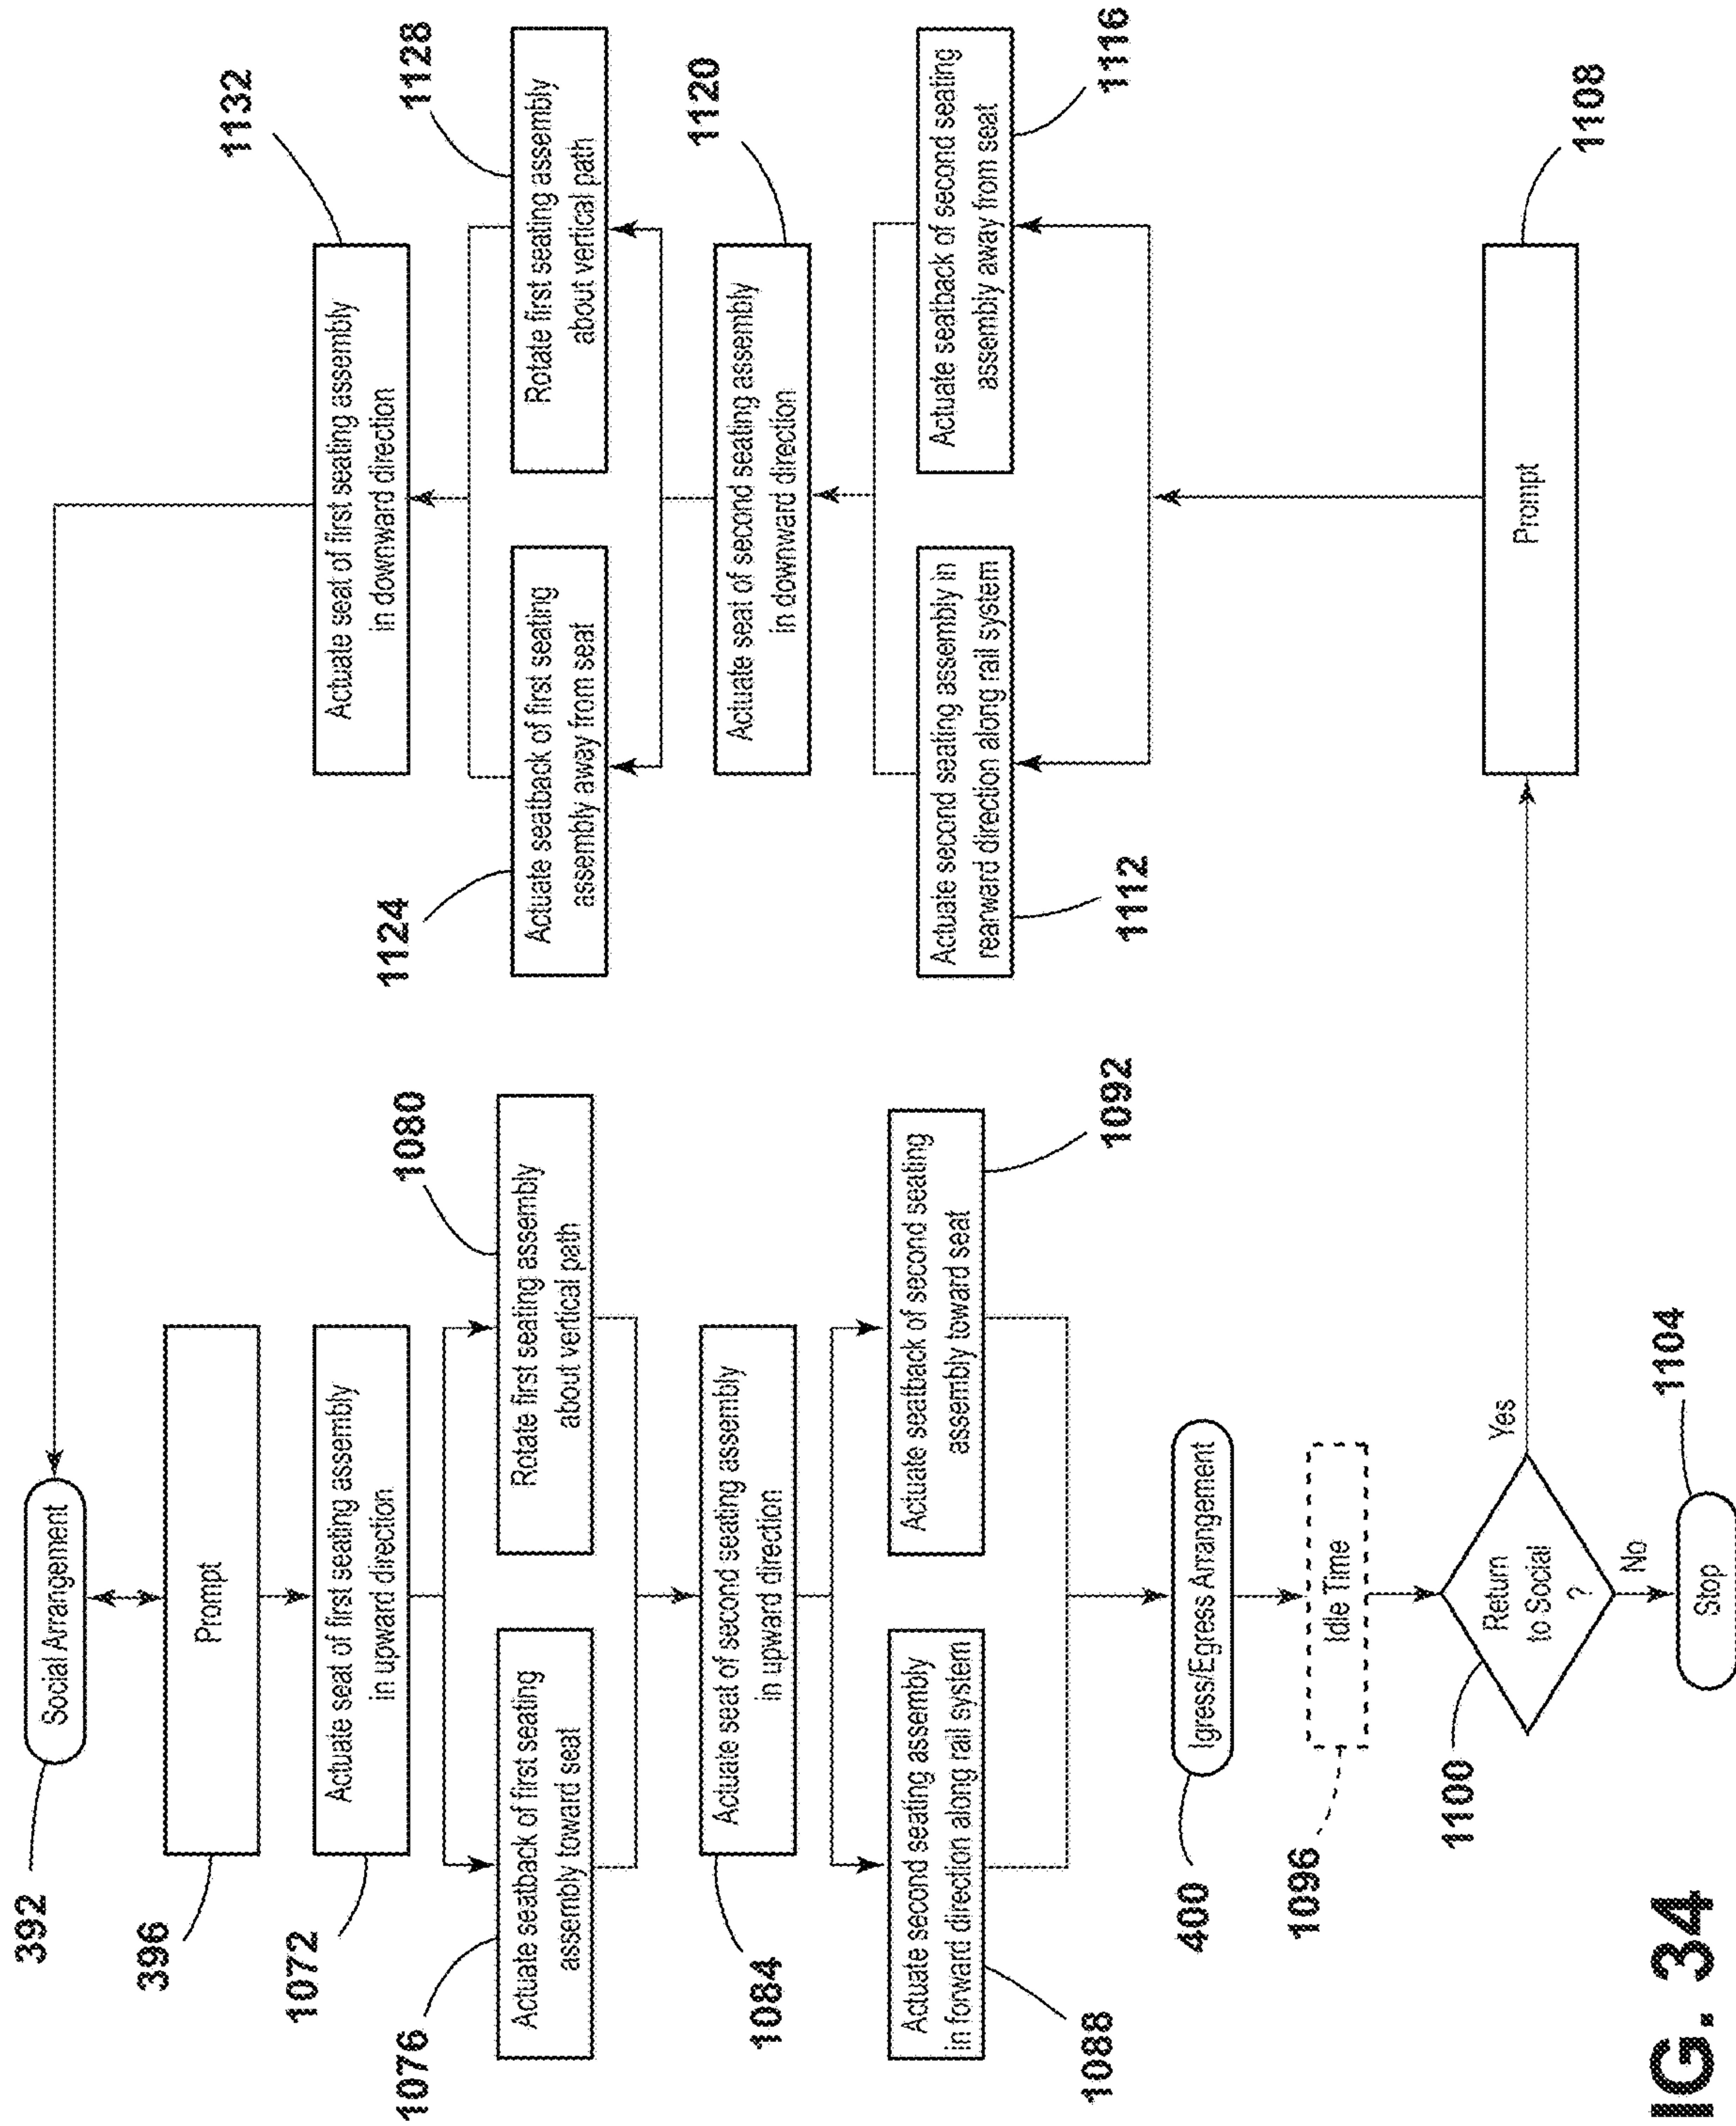 392
Social Arrangement
396
Prompt
1072
Actuate seat of first seating assembly
in upward direction
1076
Actuate seatback of first seating
assembly toward seat
1080
Rotate first seating assembly
about vertical path
1084
Actuate seat of second seating assembly
in upward direction
1088
Actuate second seating assembly
in forward direction along rail system
1092
Actuate seatback of second seating
assembly toward seat
400
Igress/Egress Arrangement
1096
Idle Time
1100
Return
to Social
?
Yes
No
1104
Stop
1132
Actuate seat of first seating assembly
in downward direction
1124
Actuate seatback of first seating
assembly away from seat
1128
Rotate first seating assembly
about vertical path
1120
Actuate seat of second seating assembly
in downward direction
1112
Actuate second seating assembly in
rearward direction along rail system
1116
Actuate seatback of second seating
assembly away from seat
1108
Prompt
IG. 34